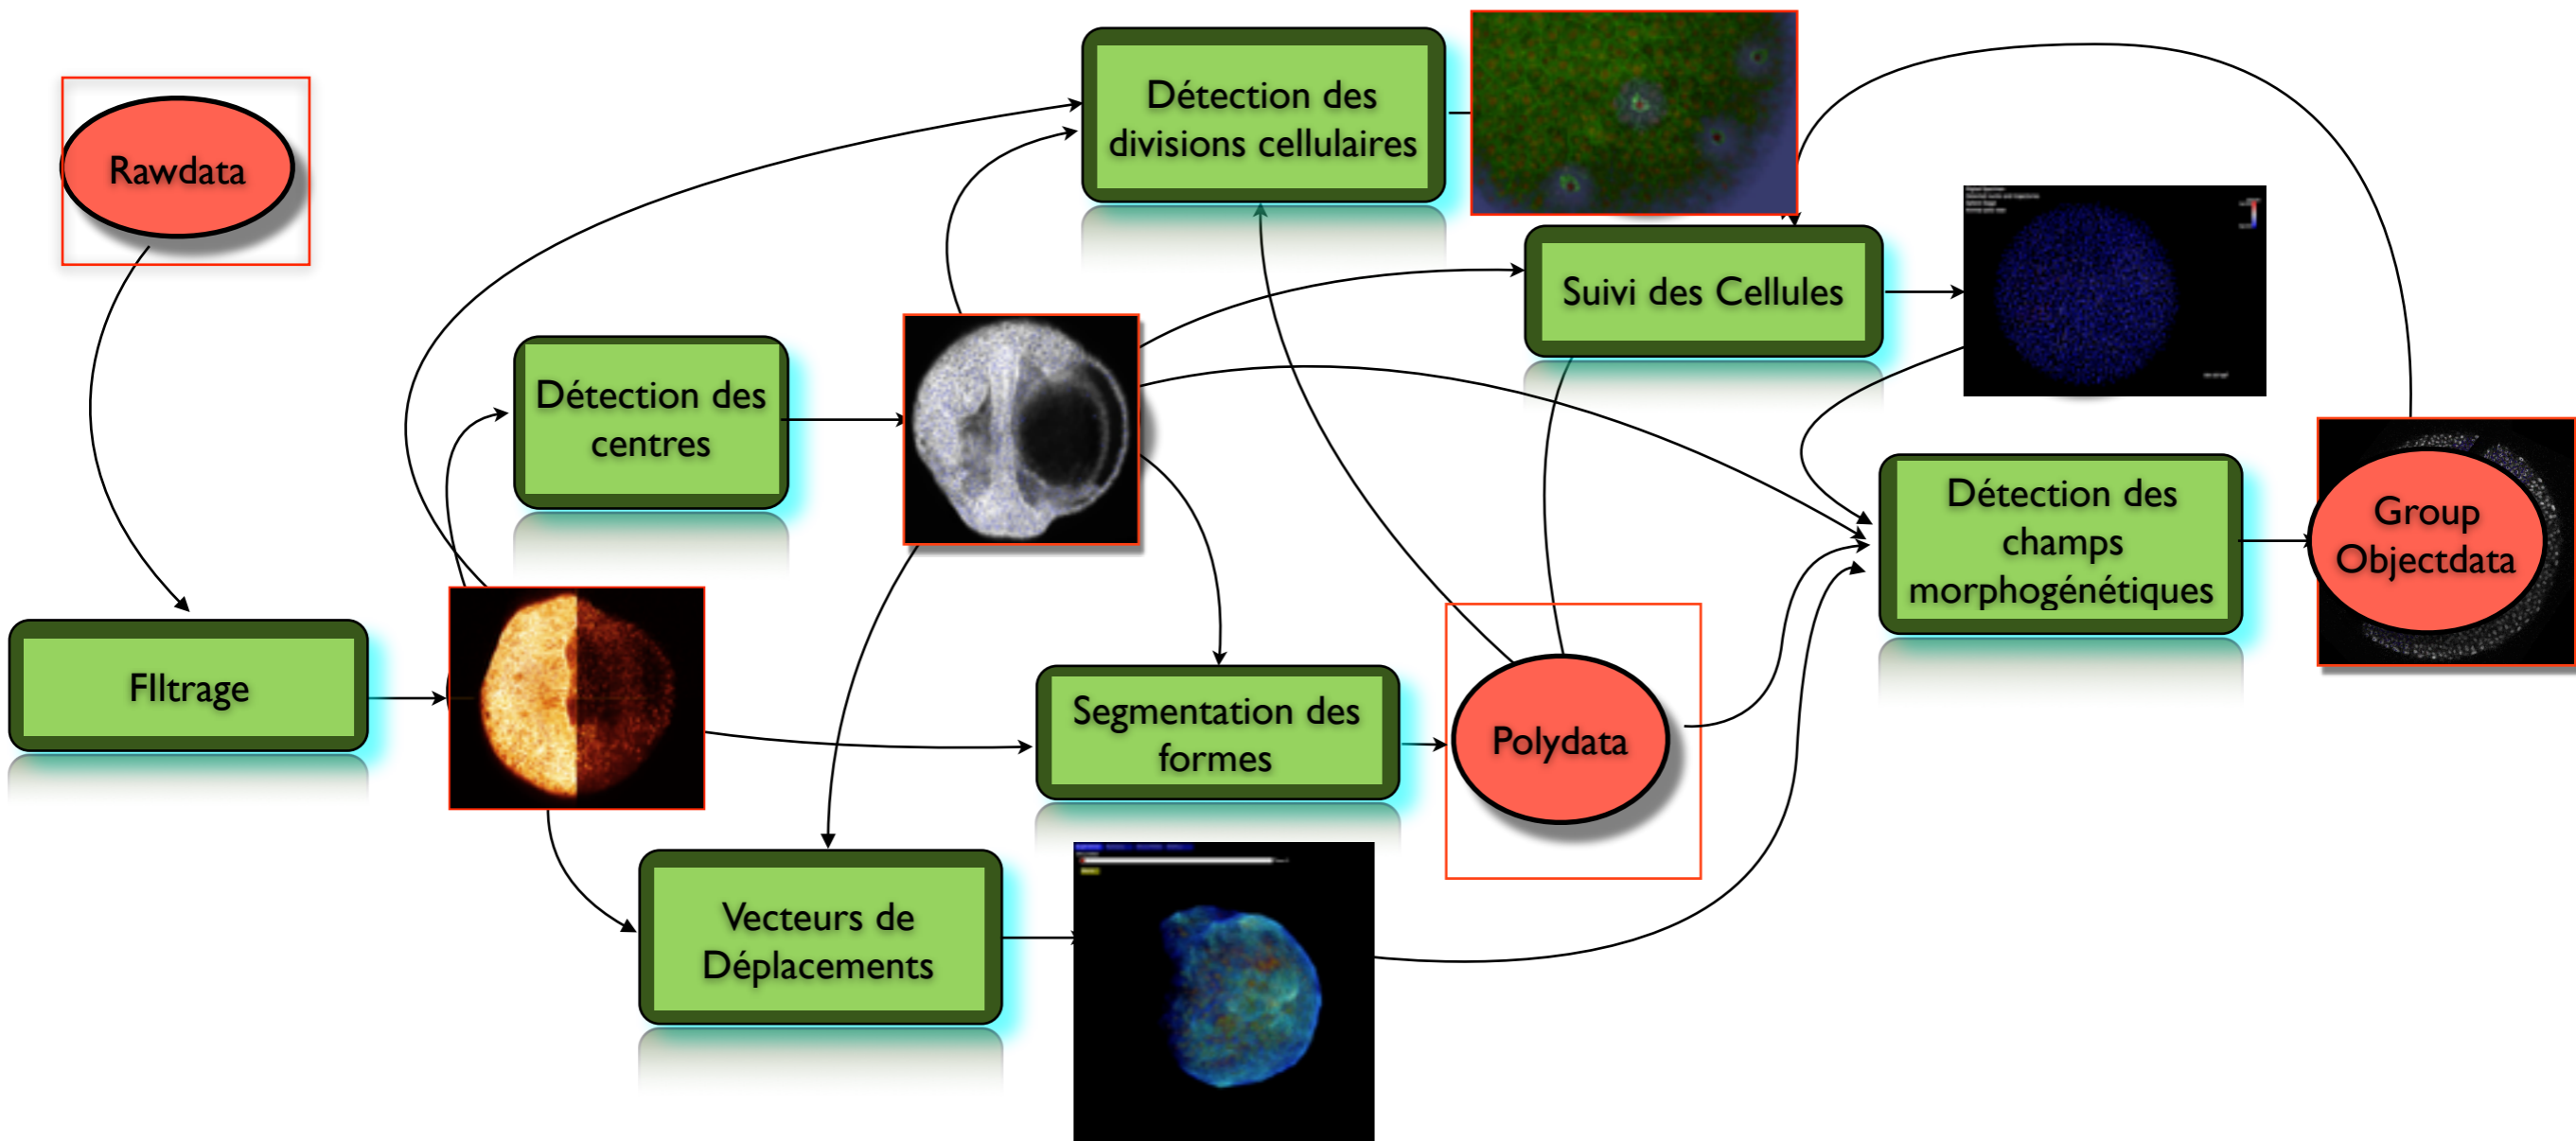 Rawdata
Détection des
divisions cellulaires
Suivi des Cellules
Détection des
centres
Détection des
champs
morphogénétiques
Group
Objectdata
FIltrage
Segmentation des
formes
Polydata
Vecteurs de
Déplacements